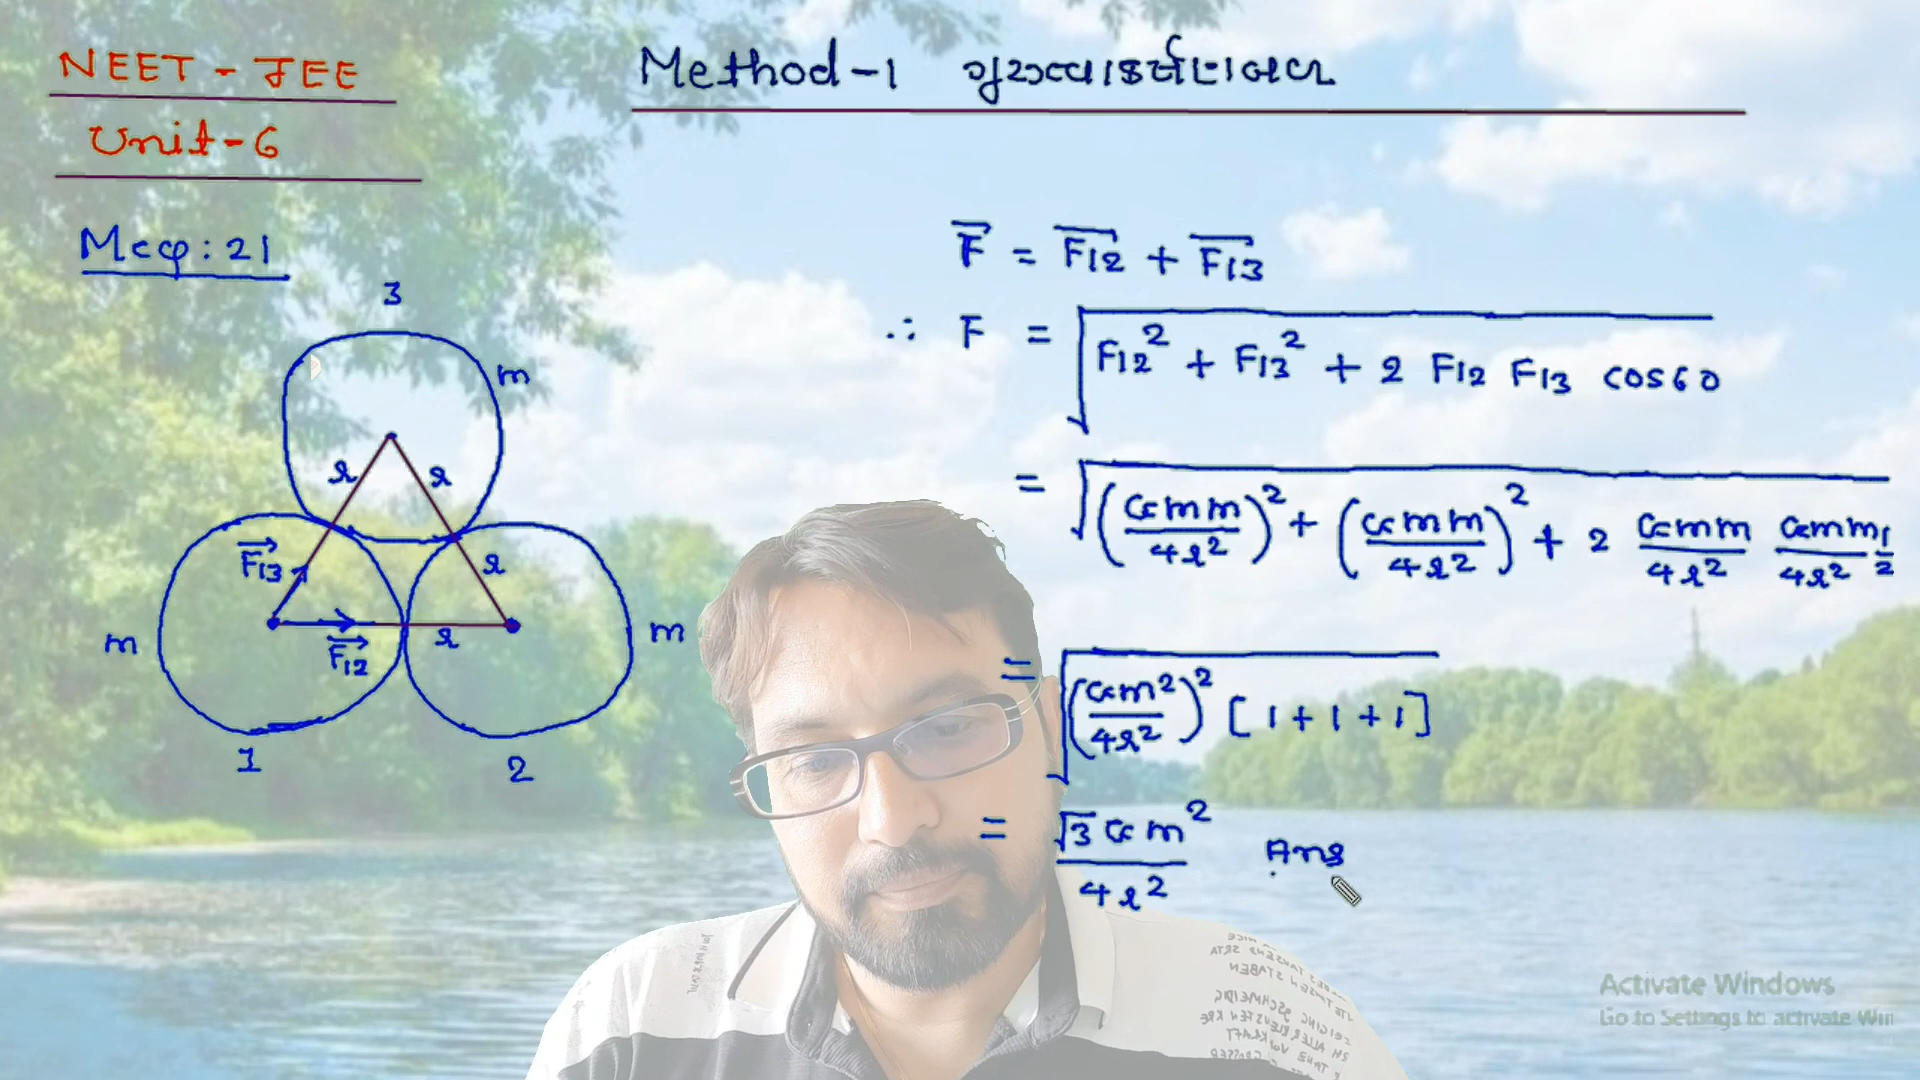 NEET - JEE
Unit - 6
Method - 1 ગુરુત્વાકર્ષણબળ
Mcq : 21
3
m
r r
F13
r
m
F12
r
m
1
2
F = F12 + F13
∴ F = √F12² + F13² + 2 F12 F13 cos60
= √(Gmm/4r²)² + (Gmm/4r²)² + 2 Gmm/4r² Gmm/4r² 1/2
= √(Gm²/4r²)² [1 + 1 + 1]
= √3 Gm²/4r² Ans
Activate Windows
Go to Settings to activate Win